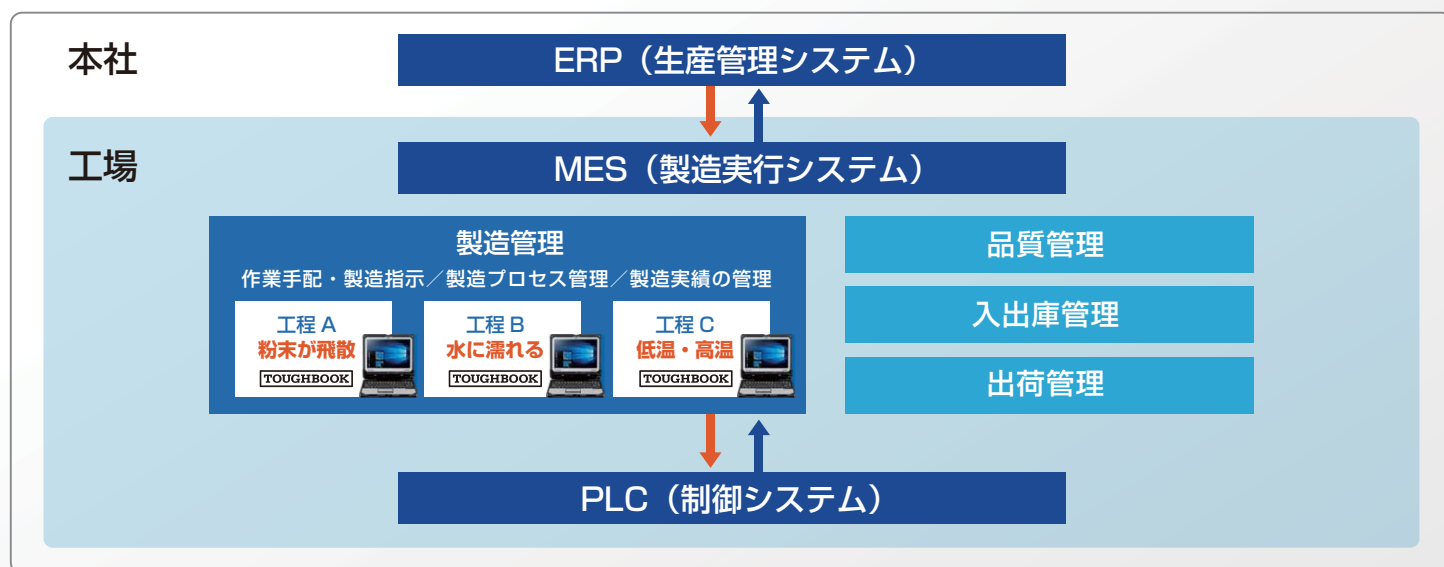 本社
ERP（生産管理システム）
工場
MES（製造実行システム）
製造管理
作業手配・製造指示／製造プロセス管理／製造実績の管理
工程 A
粉末が飛散
TOUGHBOOK
工程 B
水に濡れる
TOUGHBOOK
工程 C
低温・高温
TOUGHBOOK
品質管理
入出庫管理
出荷管理
PLC（制御システム）